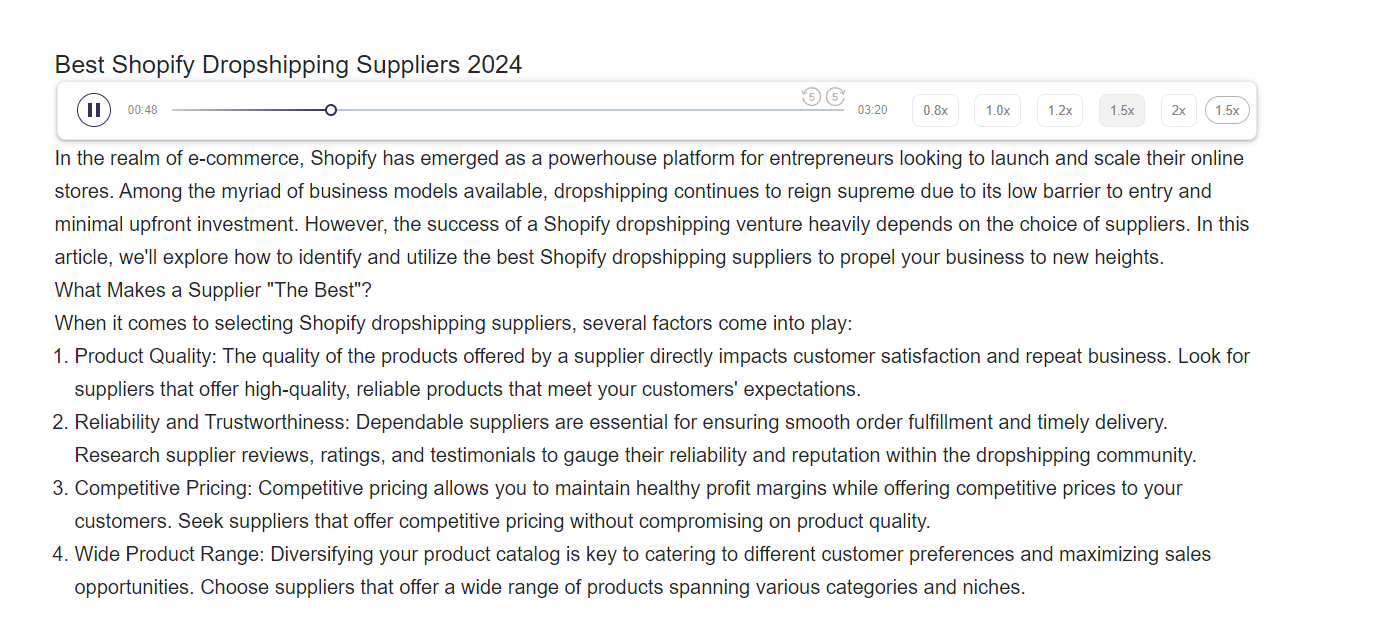 Best Shopify Dropshipping Suppliers 2024
5 5
00:48 03:20 0.8x 1.0x 1.2x 1.5x 2x 1.5x
In the realm of e-commerce, Shopify has emerged as a powerhouse platform for entrepreneurs looking to launch and scale their online
stores. Among the myriad of business models available, dropshipping continues to reign supreme due to its low barrier to entry and
minimal upfront investment. However, the success of a Shopify dropshipping venture heavily depends on the choice of suppliers. In this
article, we'll explore how to identify and utilize the best Shopify dropshipping suppliers to propel your business to new heights.
What Makes a Supplier "The Best"?
When it comes to selecting Shopify dropshipping suppliers, several factors come into play:
1. Product Quality: The quality of the products offered by a supplier directly impacts customer satisfaction and repeat business. Look for
suppliers that offer high-quality, reliable products that meet your customers' expectations.
2. Reliability and Trustworthiness: Dependable suppliers are essential for ensuring smooth order fulfillment and timely delivery.
Research supplier reviews, ratings, and testimonials to gauge their reliability and reputation within the dropshipping community.
3. Competitive Pricing: Competitive pricing allows you to maintain healthy profit margins while offering competitive prices to your
customers. Seek suppliers that offer competitive pricing without compromising on product quality.
4. Wide Product Range: Diversifying your product catalog is key to catering to different customer preferences and maximizing sales
opportunities. Choose suppliers that offer a wide range of products spanning various categories and niches.